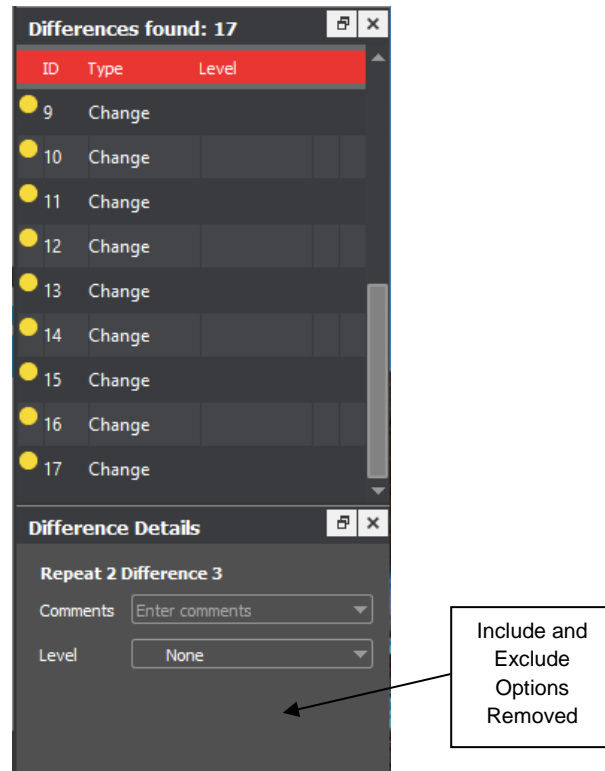 Differences found: 17
ID Type Level
9 Change
10 Change
11 Change
12 Change
13 Change
14 Change
15 Change
16 Change
17 Change
Difference Details
Repeat 2 Difference 3
Comments Enter comments
Level None
Include and
Exclude
Options
Removed